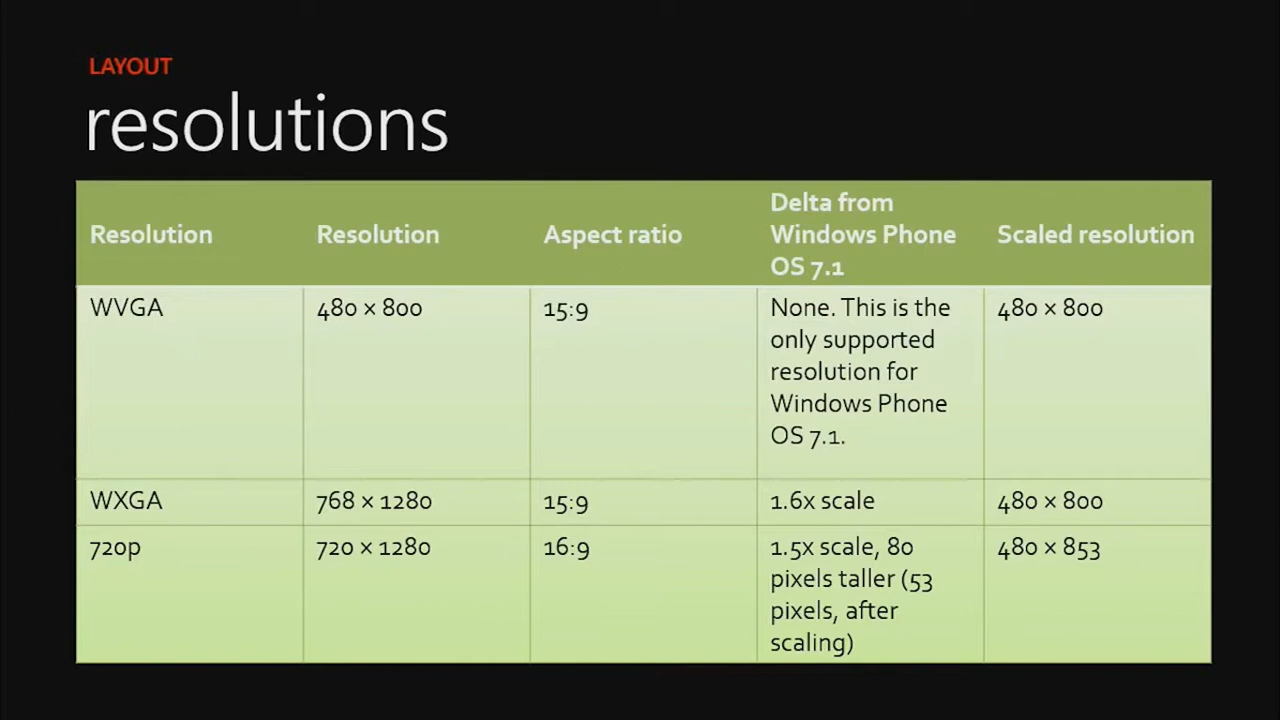 LAYOUT
resolutions
Resolution
Resolution
Aspect ratio
Delta from
Windows Phone
OS 7.1
Scaled resolution
WVGA
480 × 800
15:9
None. This is the
only supported
resolution for
Windows Phone
OS 7.1.
480 × 800
WXGA
768 × 1280
15:9
1.6x scale
480 × 800
720p
720 × 1280
16:9
1.5x scale, 80
pixels taller (53
pixels, after
scaling)
480 × 853